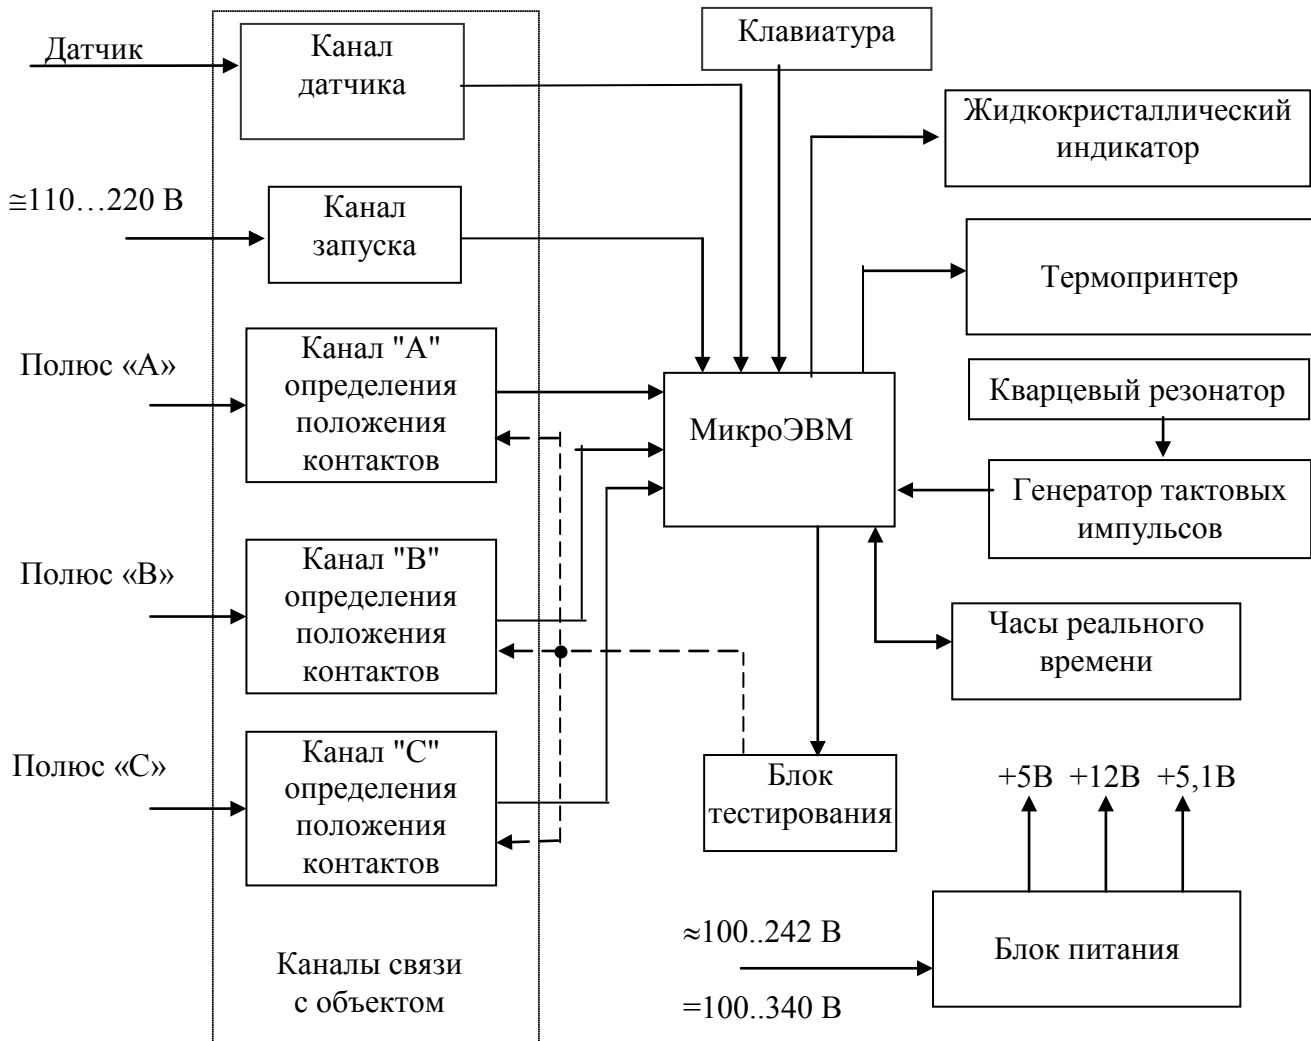 Датчик
Канал
датчика
Клавиатура
Жидкокристаллический
индикатор
≅110…220 В
Канал
запуска
Термопринтер
Полюс «А»
Канал "А"
определения
положения
контактов
МикроЭВМ
Кварцевый резонатор
Генератор тактовых
импульсов
Полюс «В»
Канал "В"
определения
положения
контактов
Часы реального
времени
Полюс «С»
Канал "С"
определения
положения
контактов
Блок
тестирования
+5В +12В +5,1В
≈100..242 В
=100..340 В
Блок питания
Каналы связи
с объектом